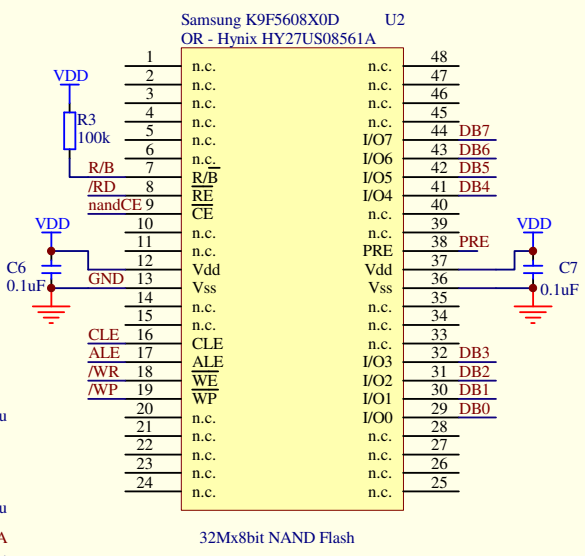 Samsung K9F5608X0D U2
OR - Hynix HY27US08561A
1 n.c. n.c. 48
VDD 2 n.c. n.c. 47
3 n.c. n.c. 46
R3 4 n.c. n.c. 45
100k 5 n.c. I/O7 44 DB7
6 n.c. I/O6 43 DB6
R/B 7 R/B I/O5 42 DB5
/RD 8 RE I/O4 41 DB4
nandCE 9 CE n.c. 40
VDD 10 n.c. n.c. 39 VDD
11 n.c. PRE 38 PRE
C6 12 Vdd Vdd 37 C7
0.1uF GND 13 Vss Vss 36 0.1uF
14 n.c. n.c. 35
15 n.c. n.c. 34
CLE 16 CLE n.c. 33
ALE 17 ALE I/O3 32 DB3
/WR 18 WE I/O2 31 DB2
/WP 19 WP I/O1 30 DB1
20 n.c. I/O0 29 DB0
u
21 n.c. n.c. 28
22 n.c. n.c. 27
23 n.c. n.c. 26
24 n.c. n.c. 25
u
A 32Mx8bit NAND Flash